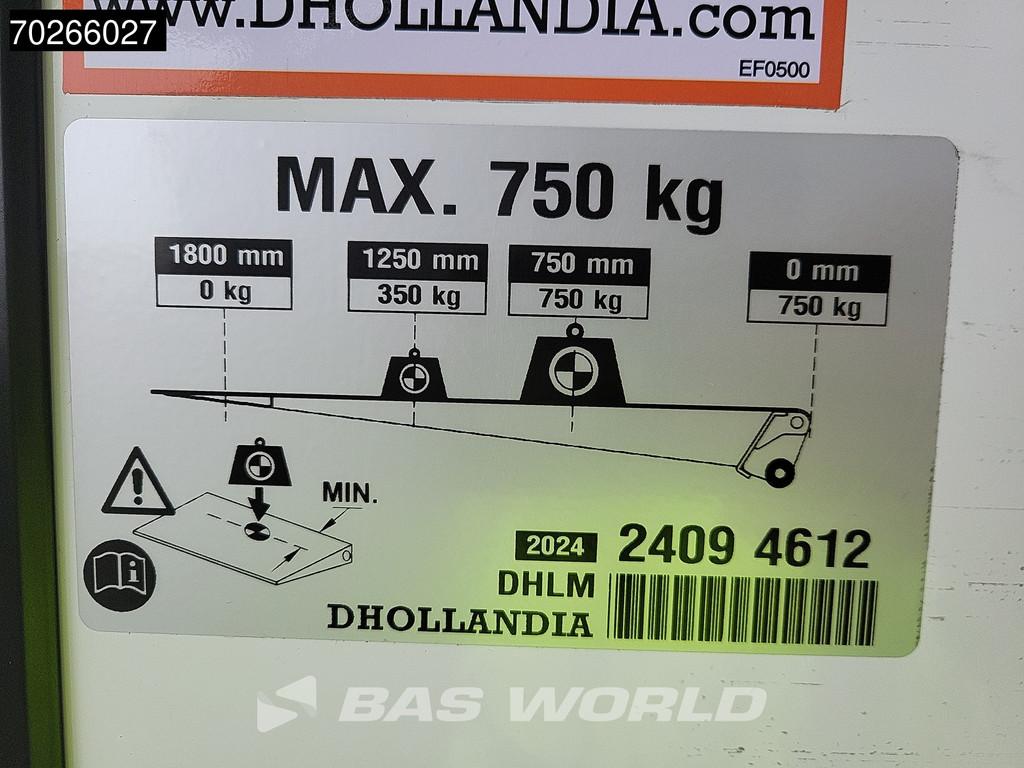 70266027
www.DHOLLANDIA.com
EF0500
MAX. 750 kg
1800 mm 1250 mm 750 mm 0 mm
0 kg 350 kg 750 kg 750 kg
MIN.
2024 2409 4612
DHLM
DHOLLANDIA
BAS WORLD